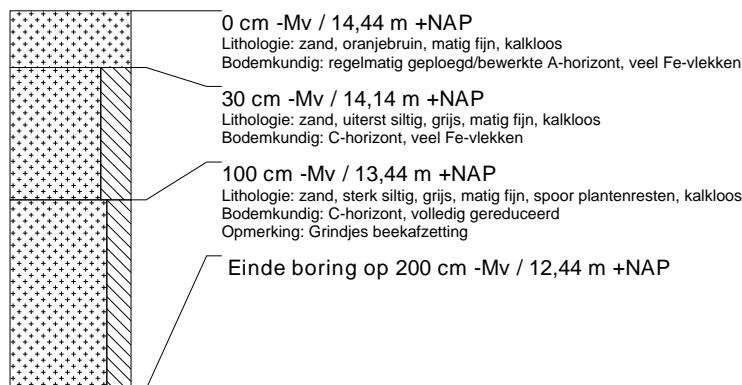 0 cm -Mv / 14,44 m +NAP
Lithologie: zand, oranjebruin, matig fijn, kalkloos
Bodemkundig: regelmatig geploegd/bewerkte A-horizont, veel Fe-vlekken
30 cm -Mv / 14,14 m +NAP
Lithologie: zand, uiterst siltig, grijs, matig fijn, kalkloos
Bodemkundig: C-horizont, veel Fe-vlekken
100 cm -Mv / 13,44 m +NAP
Lithologie: zand, sterk siltig, grijs, matig fijn, spoor plantenresten, kalkloos
Bodemkundig: C-horizont, volledig gereduceerd
Opmerking: Grindjes beekafzetting
Einde boring op 200 cm -Mv / 12,44 m +NAP